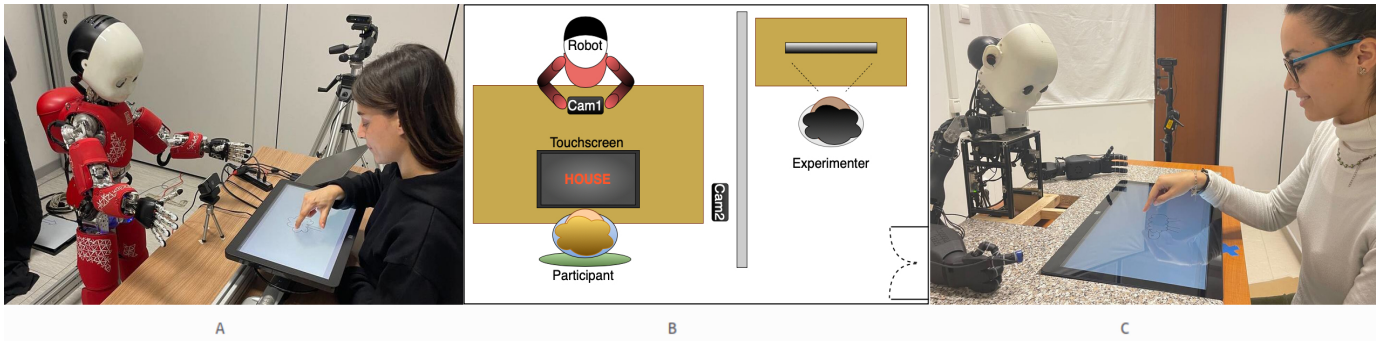 Robot
Cam1
Touchscreen
HOUSE
Cam2
Participant
Experimenter
A
B
C